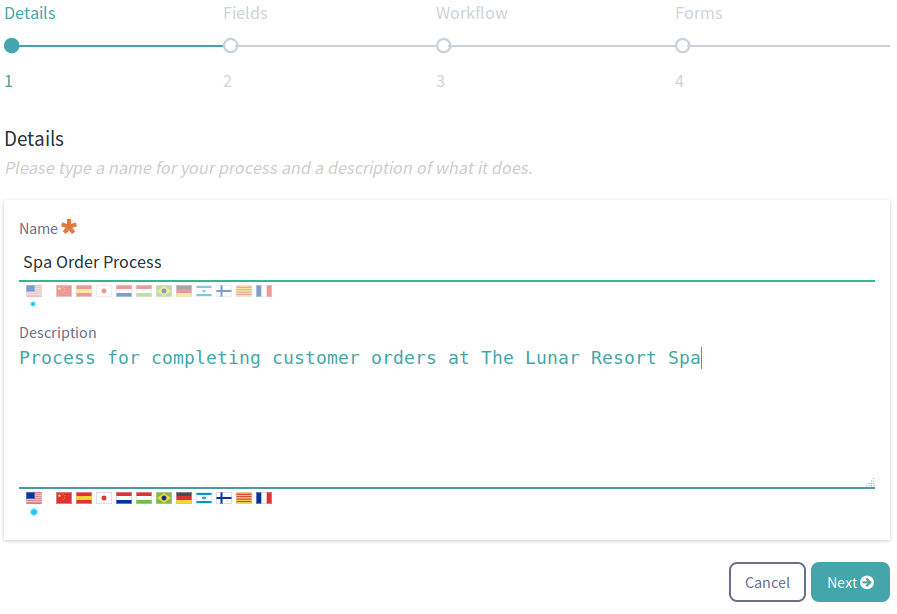 Details Fields Workflow Forms
1 2 3 4
Details
Please type a name for your process and a description of what it does.
Name
Spa Order Process
Description
Process for completing customer orders at The Lunar Resort Spa
Cancel Next